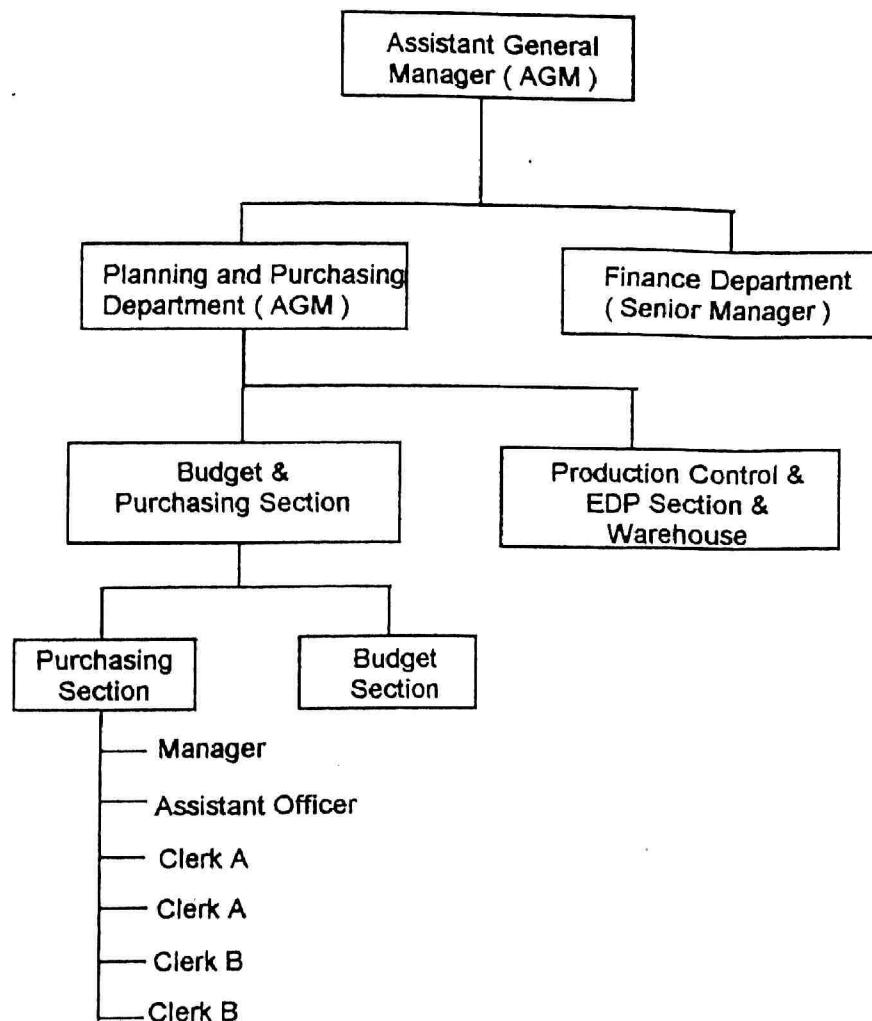 Assistant General
Manager ( AGM )
Planning and Purchasing
Department ( AGM )
Finance Department
( Senior Manager )
Budget &
Purchasing Section
Production Control &
EDP Section &
Warehouse
Purchasing
Section
Budget
Section
Manager
Assistant Officer
Clerk A
Clerk A
Clerk B
Clerk B